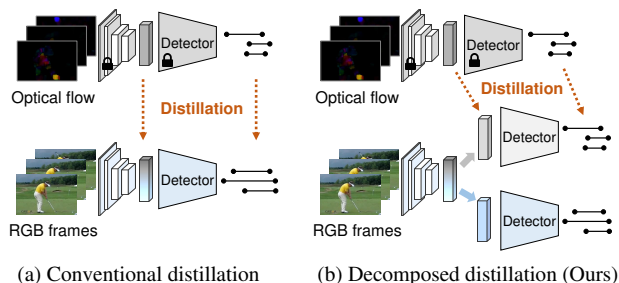 Detector
Optical flow
Distillation
Detector
RGB frames
(a) Conventional distillation
Detector
Optical flow
Distillation
Detector
Detector
RGB frames
(b) Decomposed distillation (Ours)